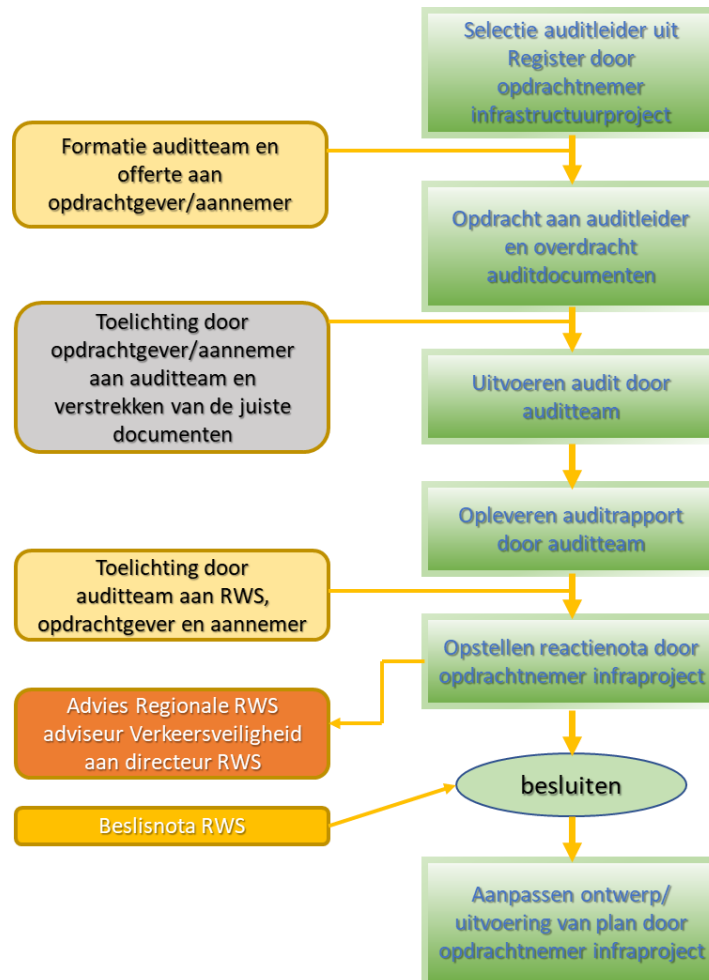 Selectie auditleider uit
Register door
opdrachtnemer
infrastructuurproject
Formatie auditteam en
offerte aan
opdrachtgever/aannemer
Opdracht aan auditleider
en overdracht
auditdocumenten
Toelichting door
opdrachtgever/aannemer
aan auditteam en
verstrekken van de juiste
documenten
Uitvoeren audit door
auditteam
Opleveren auditrapport
door auditteam
Toelichting door
auditteam aan RWS,
opdrachtgever en aannemer
Opstellen reactienota door
opdrachtnemer infraproject
Advies Regionale RWS
adviseur Verkeersveiligheid
aan directeur RWS
besluiten
Beslisnota RWS
Aanpassen ontwerp/
uitvoering van plan door
opdrachtnemer infraproject